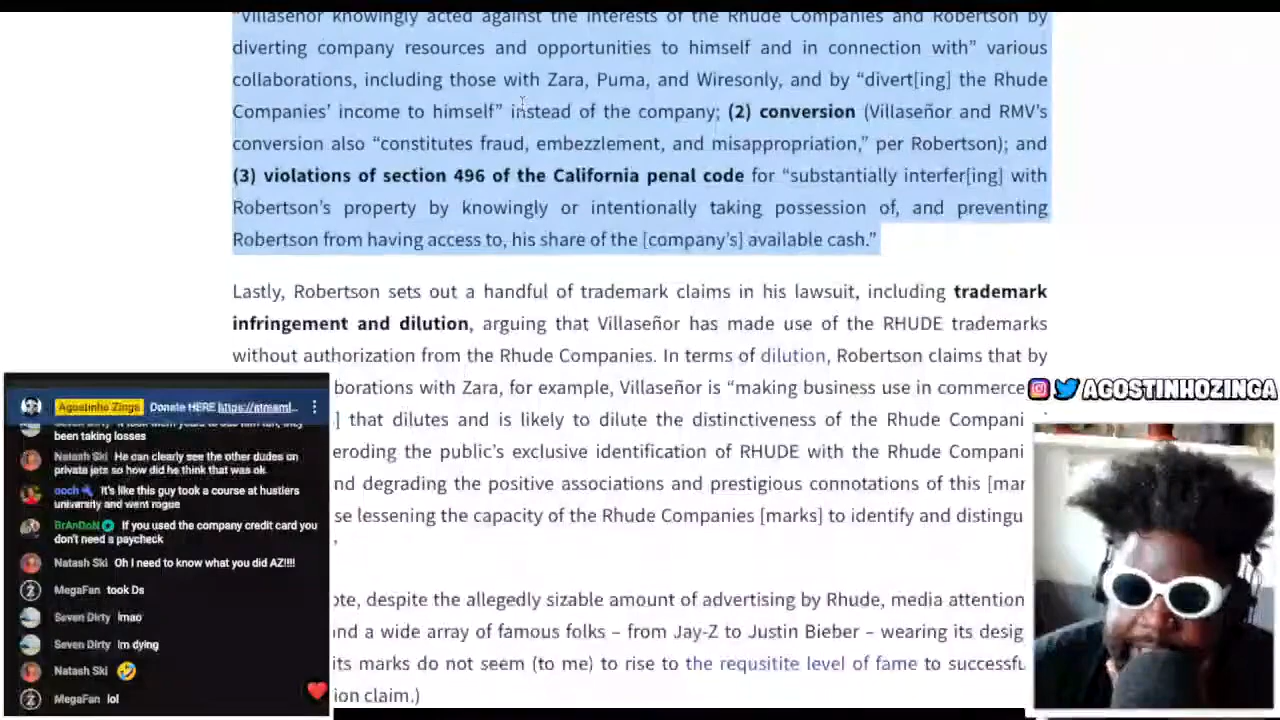 "Villaseñor knowingly acted against the interests of the Rhude Companies and Robertson by
diverting company resources and opportunities to himself and in connection with" various
collaborations, including those with Zara, Puma, and Wiresonly, and by "divert[ing] the Rhude
Companies' income to himself" instead of the company; (2) conversion (Villaseñor and RMV's
conversion also "constitutes fraud, embezzlement, and misappropriation," per Robertson); and
(3) violations of section 496 of the California penal code for "substantially interfer[ing] with
Robertson's property by knowingly or intentionally taking possession of, and preventing
Robertson from having access to, his share of the [company's] available cash."
Lastly, Robertson sets out a handful of trademark claims in his lawsuit, including trademark
infringement and dilution, arguing that Villaseñor has made use of the RHUDE trademarks
without authorization from the Rhude Companies. In terms of dilution, Robertson claims that by
borations with Zara, for example, Villaseñor is "making business use in commerce
] that dilutes and is likely to dilute the distinctiveness of the Rhude Compani
eroding the public's exclusive identification of RHUDE with the Rhude Compani
nd degrading the positive associations and prestigious connotations of this [mar
se lessening the capacity of the Rhude Companies [marks] to identify and distingu
ote, despite the allegedly sizable amount of advertising by Rhude, media attention
nd a wide array of famous folks – from Jay-Z to Justin Bieber – wearing its desig
its marks do not seem (to me) to rise to the requsitite level of fame to successfu
ion claim.)
Agostinho Zinga Donate HERE https://streaml...
been taking losses
Natash Ski He can clearly see the other dudes on
private jets so how did he think that was ok
ooch It's like this guy took a course at hustlers
university and went rogue
BrAnDoN If you used the company credit card you
don't need a paycheck
Natash Ski Oh I need to know what you did AZ!!!!
MegaFan took Ds
Seven Dirty lmao
Seven Dirty Im dying
Natash Ski 🤣
MegaFan lol
AGOSTINHOZINGA